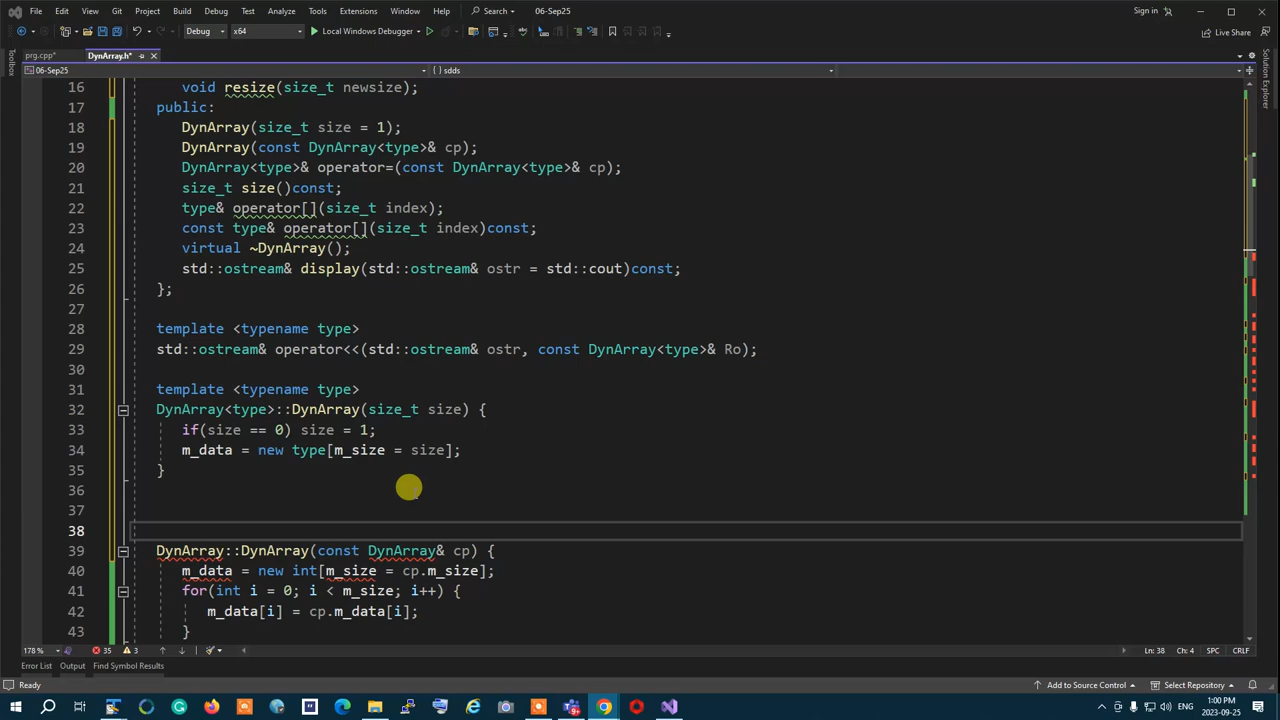 File Edit View Git Project Build Debug Test Analyze Tools Extensions Window Help Search 06-Sep25 Sign in
Debug x64 Local Windows Debugger Live Share
prg.cpp* DynArray.h*
06-Sep25 sdds
Toolbox
Solution Explorer
16 void resize(size_t newsize);
17 public:
18 DynArray(size_t size = 1);
19 DynArray(const DynArray<type>& cp);
20 DynArray<type>& operator=(const DynArray<type>& cp);
21 size_t size()const;
22 type& operator[](size_t index);
23 const type& operator[](size_t index)const;
24 virtual ~DynArray();
25 std::ostream& display(std::ostream& ostr = std::cout)const;
26 };
27
28 template <typename type>
29 std::ostream& operator<<(std::ostream& ostr, const DynArray<type>& Ro);
30
31 template <typename type>
32 DynArray<type>::DynArray(size_t size) {
33 if(size == 0) size = 1;
34 m_data = new type[m_size = size];
35 }
36
37
38
39 DynArray::DynArray(const DynArray& cp) {
40 m_data = new int[m_size = cp.m_size];
41 for(int i = 0; i < m_size; i++) {
42 m_data[i] = cp.m_data[i];
43 }
178 % 35 3 Ln: 38 Ch: 4 SPC CRLF
Error List Output Find Symbol Results
Ready Add to Source Control Select Repository
ENG 1:00 PM
2023-09-25